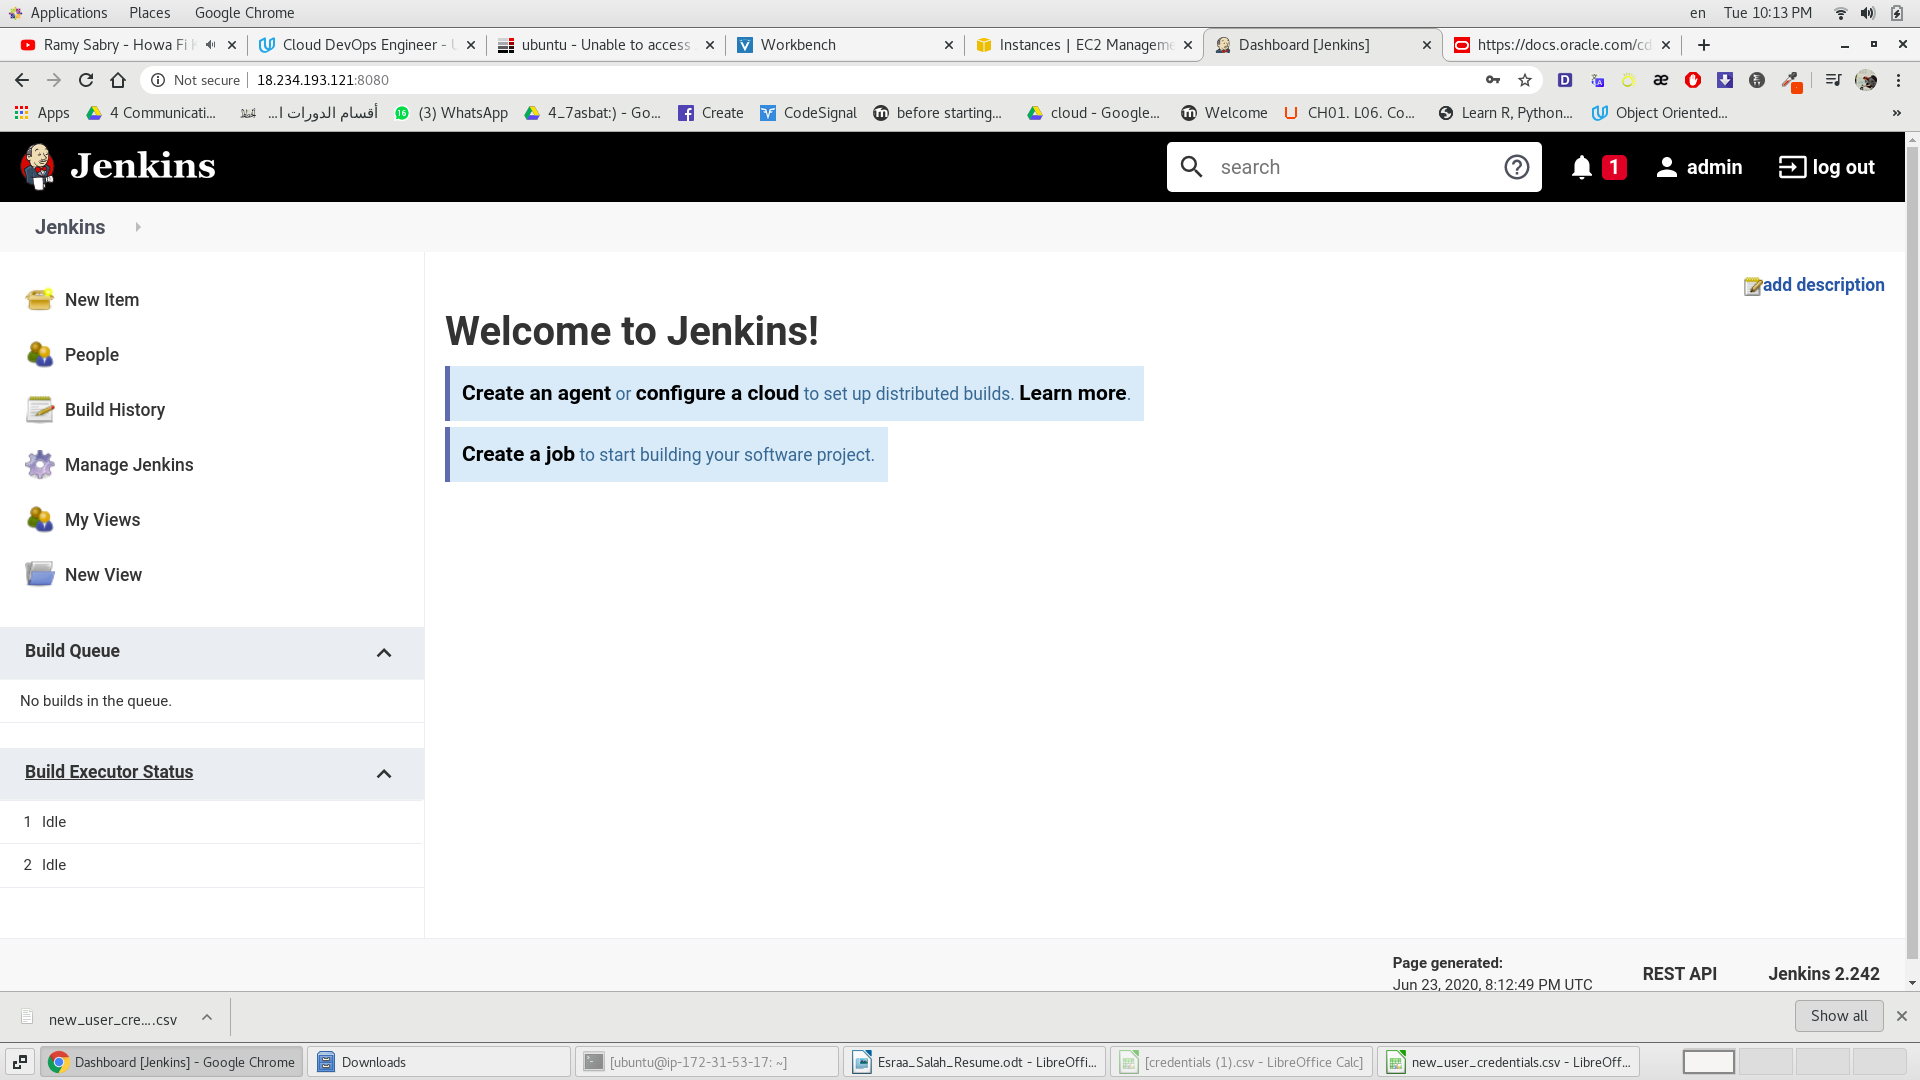 Applications Places Google Chrome en Tue 10:13 PM
Ramy Sabry - Howa Fi Cloud DevOps Engineer - ubuntu - Unable to access Workbench Instances | EC2 Manageme Dashboard [Jenkins] https://docs.oracle.com/cd
Not secure 18.234.193.121:8080
Apps 4 Communicati... أقسام الدورات ا... (3) WhatsApp 4_7asbat:) - Go... Create CodeSignal before starting... cloud - Google... Welcome CH01. L06. Co... Learn R, Python... Object Oriented... »
Jenkins search 1 admin log out
Jenkins
add description
New Item
People
Build History
Manage Jenkins
My Views
New View
Welcome to Jenkins!
Create an agent or configure a cloud to set up distributed builds. Learn more.
Create a job to start building your software project.
Build Queue
No builds in the queue.
Build Executor Status
1 Idle
2 Idle
Page generated:
Jun 23, 2020, 8:12:49 PM UTC
REST API Jenkins 2.242
new_user_cre....csv Show all
Dashboard [Jenkins] - Google Chrome Downloads [ubuntu@ip-172-31-53-17: ~] Esraa_Salah_Resume.odt - LibreOffi... [credentials (1).csv - LibreOffice Calc] new_user_credentials.csv - LibreOff...